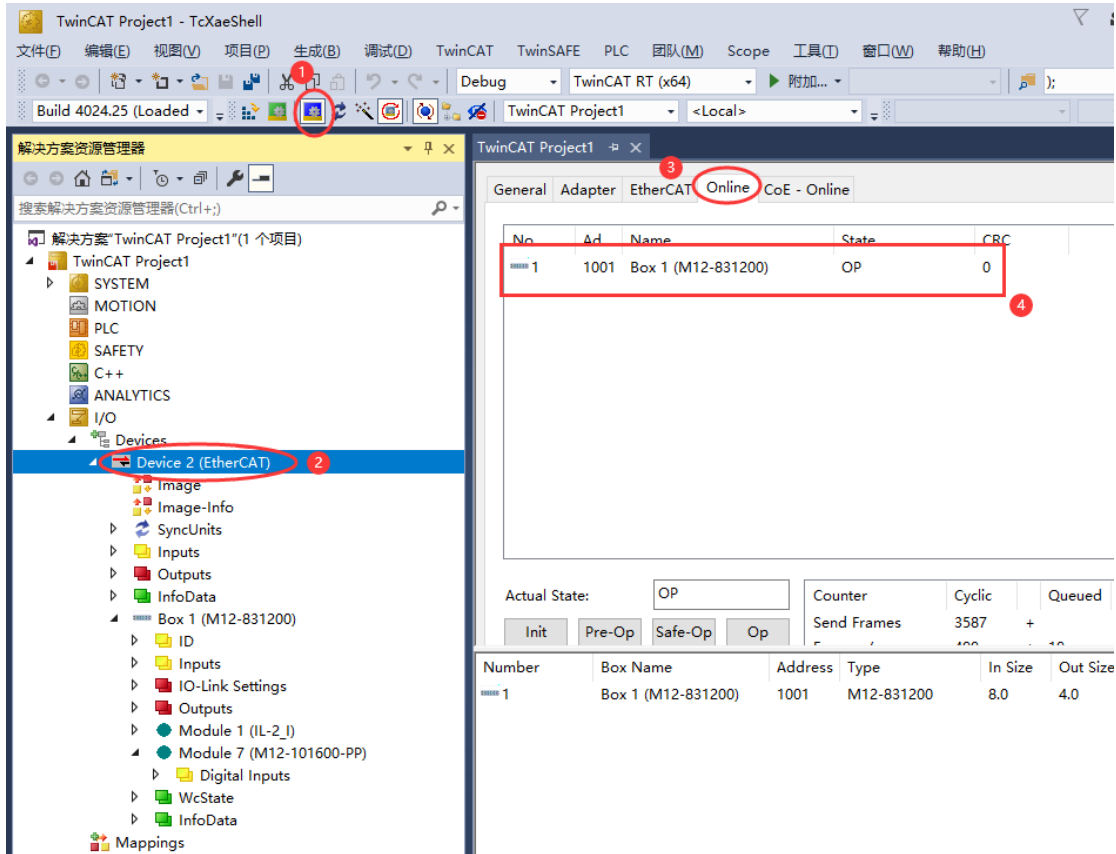 TwinCAT Project1 - TcXaeShell
文件(F) 编辑(E) 视图(V) 项目(P) 生成(B) 调试(D) TwinCAT TwinSAFE PLC 团队(M) Scope 工具(T) 窗口(W) 帮助(H)
1
Debug TwinCAT RT (x64) 附加... );
Build 4024.25 (Loaded TwinCAT Project1 <Local>
解决方案资源管理器
搜索解决方案资源管理器(Ctrl+;)
解决方案"TwinCAT Project1"(1 个项目)
TwinCAT Project1
SYSTEM
MOTION
PLC
SAFETY
C++
ANALYTICS
I/O
Devices
Device 2 (EtherCAT) 2
Image
Image-Info
SyncUnits
Inputs
Outputs
InfoData
Box 1 (M12-831200)
ID
Inputs
IO-Link Settings
Outputs
Module 1 (IL-2_I)
Module 7 (M12-101600-PP)
Digital Inputs
WcState
InfoData
Mappings
TwinCAT Project1
3
General Adapter EtherCAT Online CoE - Online
No Ad Name State CRC
1 1001 Box 1 (M12-831200) OP 0
4
Actual State: OP
Init Pre-Op Safe-Op Op
Counter Cyclic Queued
Send Frames 3587 +
Number Box Name Address Type In Size Out Size
1 Box 1 (M12-831200) 1001 M12-831200 8.0 4.0